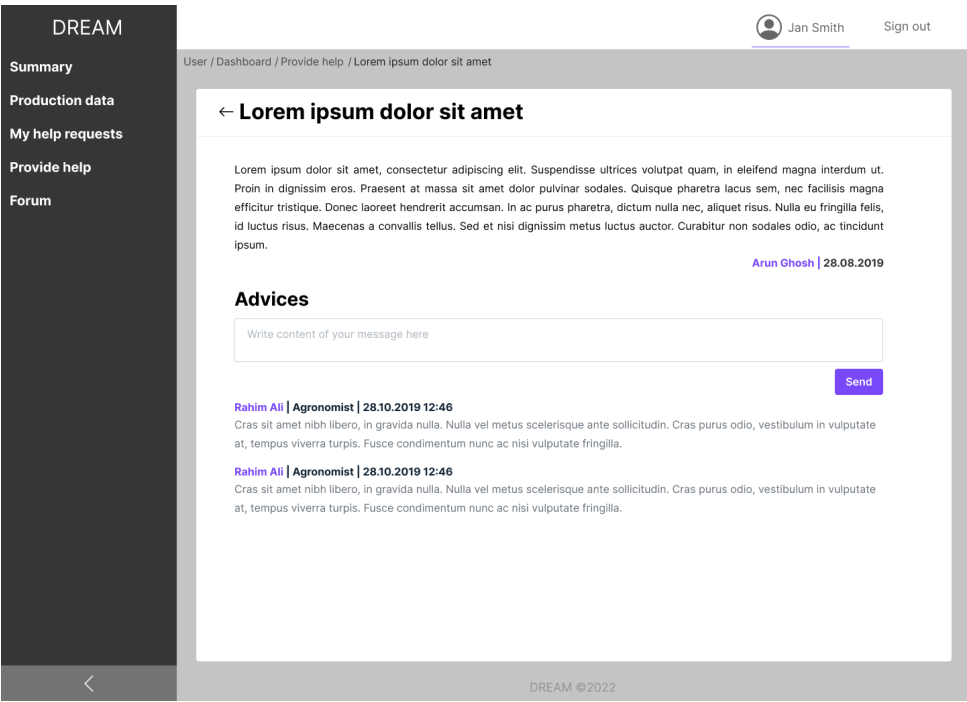 DREAM
Jan Smith
Sign out
Summary
Production data
My help requests
Provide help
Forum
User / Dashboard / Provide help / Lorem ipsum dolor sit amet
← Lorem ipsum dolor sit amet
Lorem ipsum dolor sit amet, consectetur adipiscing elit. Suspendisse ultrices volutpat quam, in eleifend magna interdum ut.
Proin in dignissim eros. Praesent at massa sit amet dolor pulvinar sodales. Quisque pharetra lacus sem, nec facilisis magna
efficitur tristique. Donec laoreet hendrerit accumsan. In ac purus pharetra, dictum nulla nec, aliquet risus. Nulla eu fringilla felis,
id luctus risus. Maecenas a convallis tellus. Sed et nisi dignissim metus luctus auctor. Curabitur non sodales odio, ac tincidunt
ipsum.
Arun Ghosh | 28.08.2019
Advices
Write content of your message here
Send
Rahim Ali | Agronomist | 28.10.2019 12:46
Cras sit amet nibh libero, in gravida nulla. Nulla vel metus scelerisque ante sollicitudin. Cras purus odio, vestibulum in vulputate
at, tempus viverra turpis. Fusce condimentum nunc ac nisi vulputate fringilla.
Rahim Ali | Agronomist | 28.10.2019 12:46
Cras sit amet nibh libero, in gravida nulla. Nulla vel metus scelerisque ante sollicitudin. Cras purus odio, vestibulum in vulputate
at, tempus viverra turpis. Fusce condimentum nunc ac nisi vulputate fringilla.
DREAM ©2022